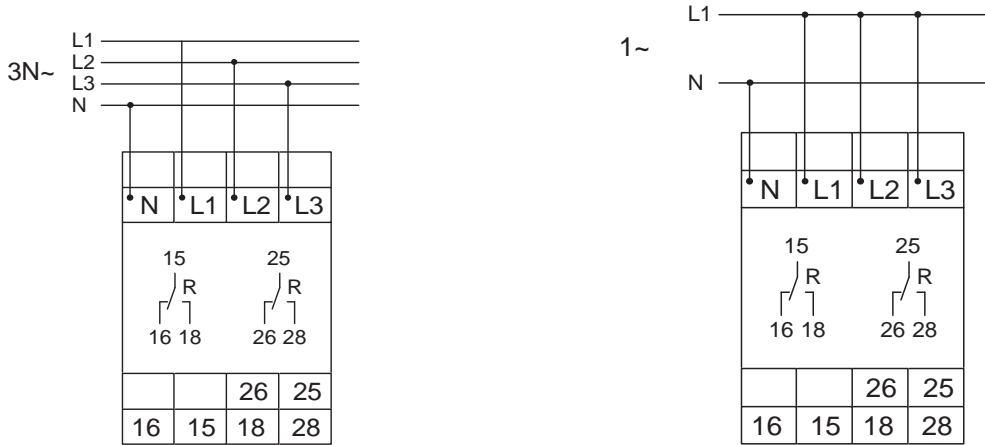 L1
L2
3N~
L3
N
N L1 L2 L3
15 25
R R
16 18 26 28
26 25
16 15 18 28
L1
1~
N
N L1 L2 L3
15 25
R R
16 18 26 28
26 25
16 15 18 28